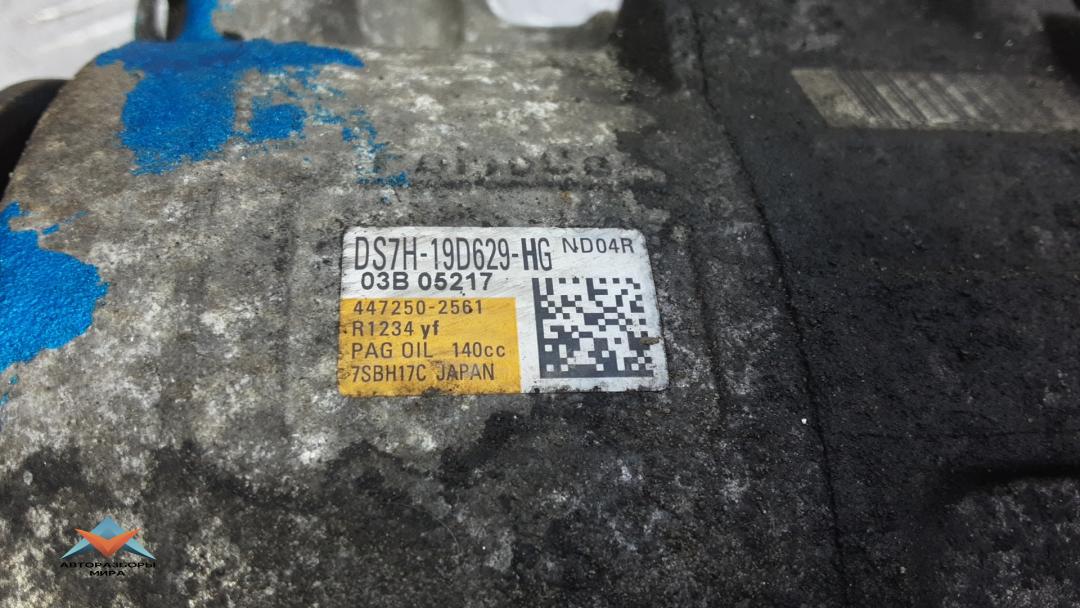 DS7H-19D629-HG ND04R
03B 05217
447250-2561
R1234 yf
PAG OIL 140cc
7SBH17C JAPAN
АВТОРАЗБОРЫ
МИРА